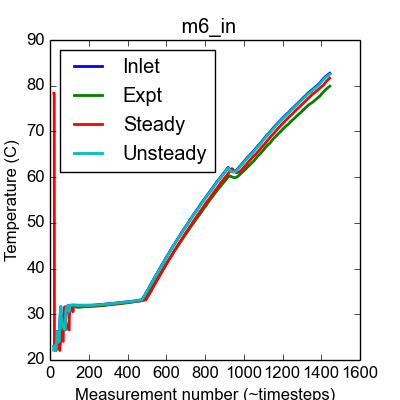 m6_in
90
80
70
60
50
40
30
20
Temperature (C)
Inlet
Expt
Steady
Unsteady
0 200 400 600 800 1000 1200 1400 1600
Measurement number (~timesteps)